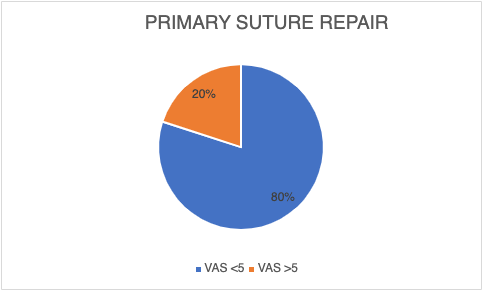 PRIMARY SUTURE REPAIR
20%
80%
VAS <5 VAS >5